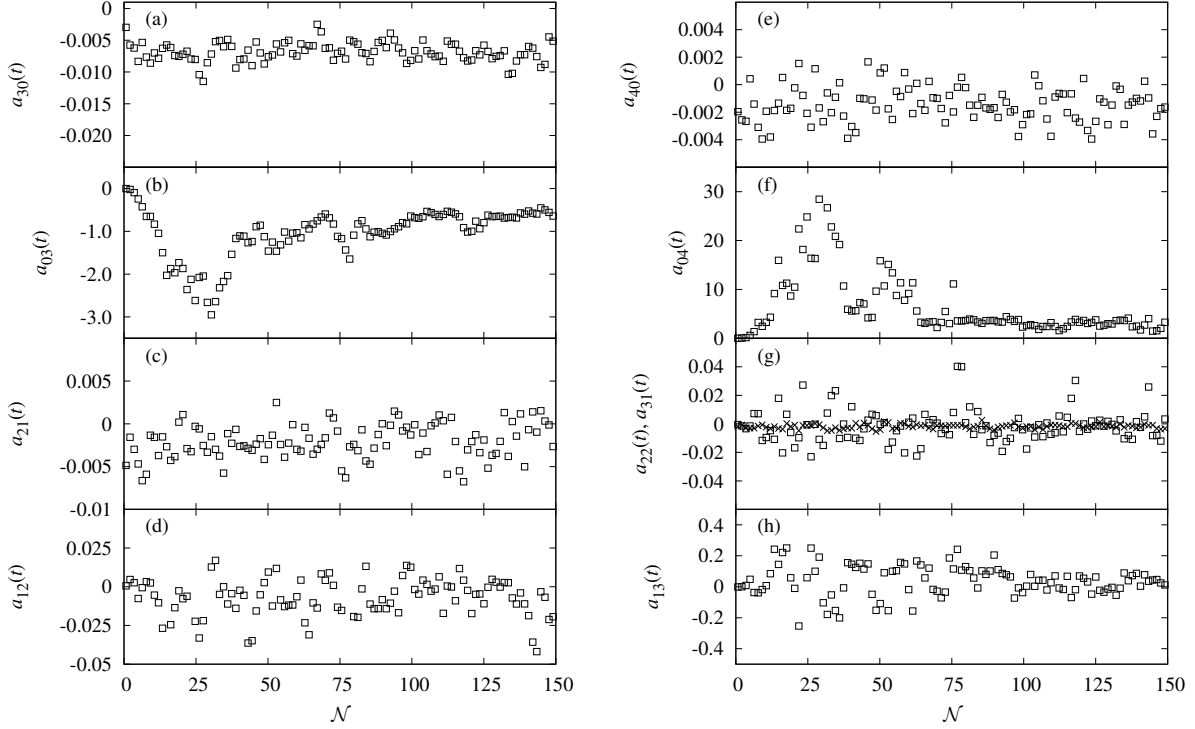 0
-0.005
-0.010
-0.015
-0.020
a30(t)
(a)
0
-1.0
-2.0
-3.0
a03(t)
(b)
0.005
0
-0.005
-0.01
a21(t)
(c)
0.025
0
-0.025
-0.05
a12(t)
(d)
0 25 50 75 100 125 150
𝒩
0.004
0.002
0
-0.002
-0.004
a40(t)
(e)
30
20
10
0
a04(t)
(f)
0.04
0.02
0
-0.02
-0.04
a22(t), a31(t)
(g)
0.4
0.2
0
-0.2
-0.4
a13(t)
(h)
0 25 50 75 100 125 150
𝒩